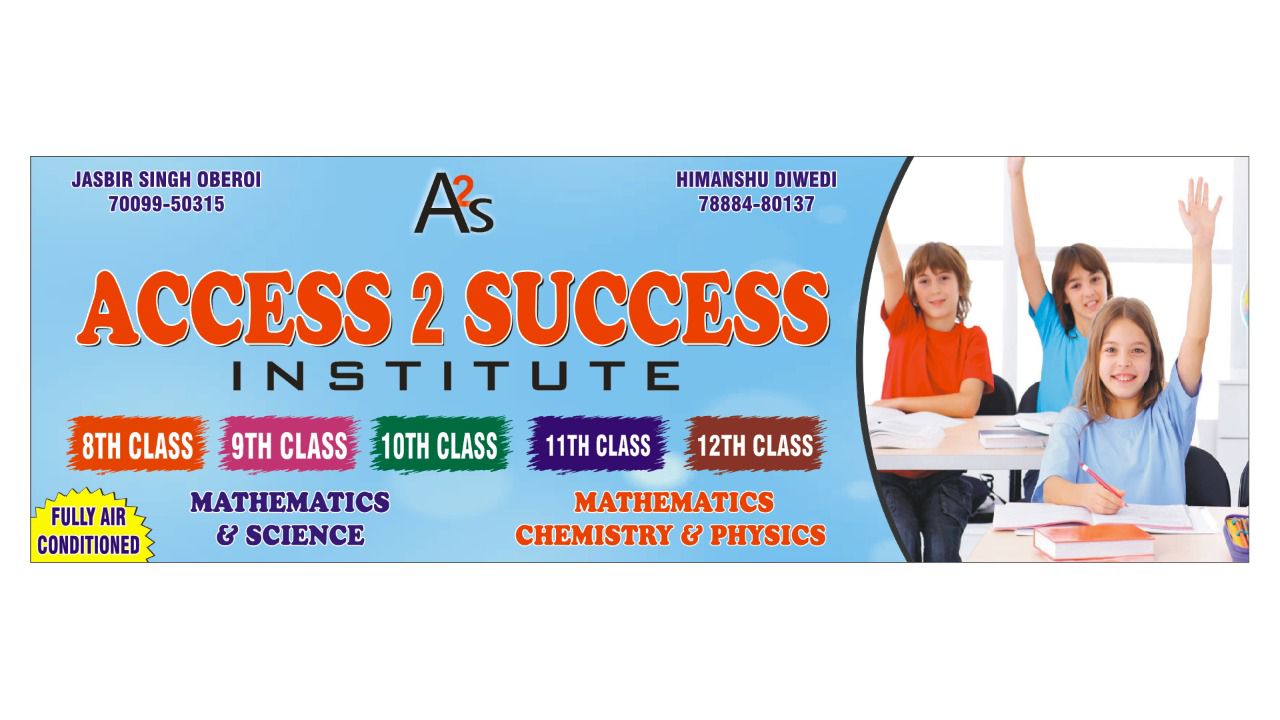 JASBIR SINGH OBEROI
70099-50315
A2s
HIMANSHU DIWEDI
78884-80137
ACCESS 2 SUCCESS
INSTITUTE
8TH CLASS
9TH CLASS
10TH CLASS
11TH CLASS
12TH CLASS
MATHEMATICS
& SCIENCE
MATHEMATICS
CHEMISTRY & PHYSICS
FULLY AIR
CONDITIONED